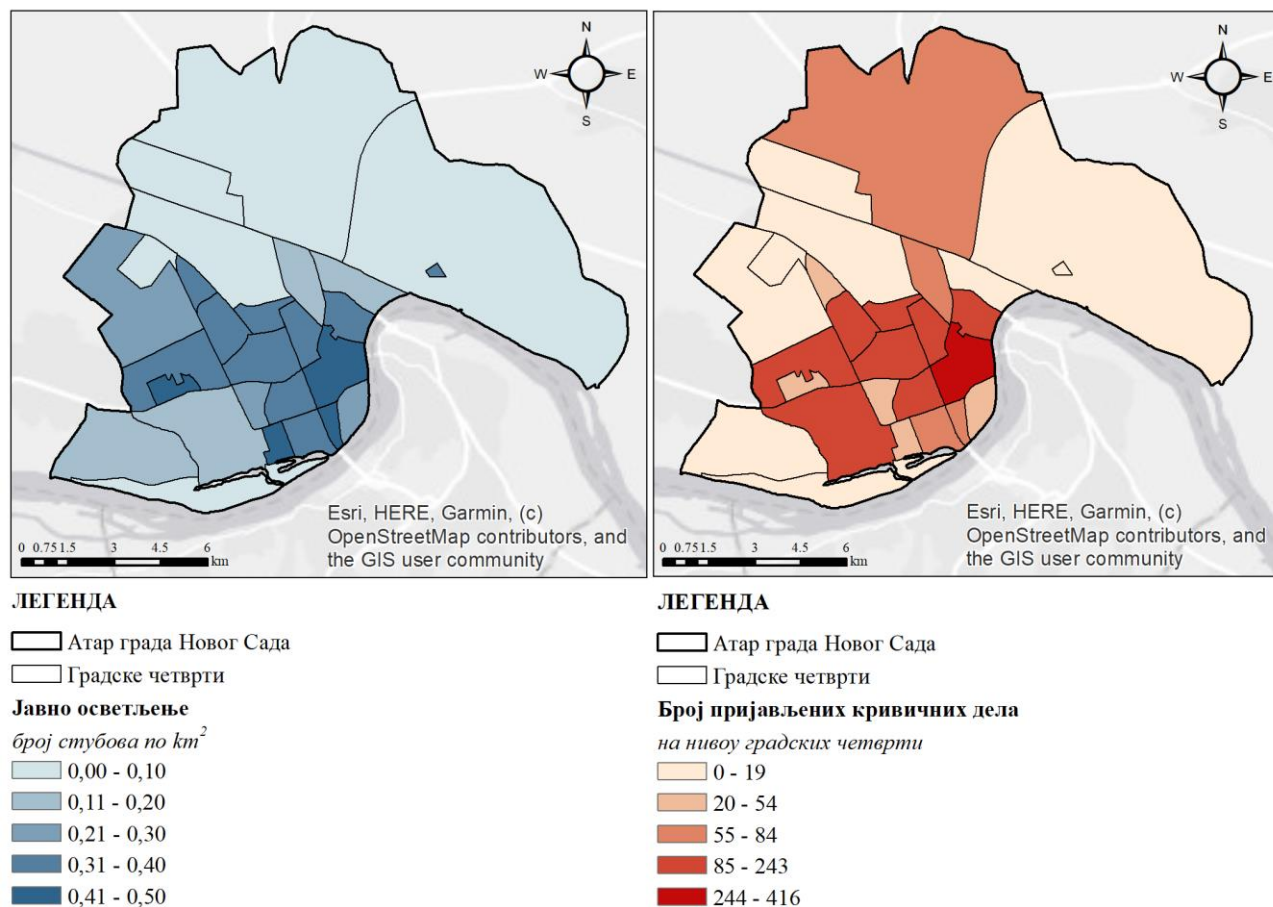 N
W E
S
Esri, HERE, Garmin, (c)
OpenStreetMap contributors, and
the GIS user community
0 0.75 1.5 3 4.5 6
km
ЛЕГЕНДА
Атар града Новог Сада
Градске четврти
Јавно осветљење
број стубова по km²
0,00 - 0,10
0,11 - 0,20
0,21 - 0,30
0,31 - 0,40
0,41 - 0,50
N
W E
S
Esri, HERE, Garmin, (c)
OpenStreetMap contributors, and
the GIS user community
0 0.75 1.5 3 4.5 6
km
ЛЕГЕНДА
Атар града Новог Сада
Градске четврти
Број пријављених кривичних дела
на нивоу градских четврти
0 - 19
20 - 54
55 - 84
85 - 243
244 - 416